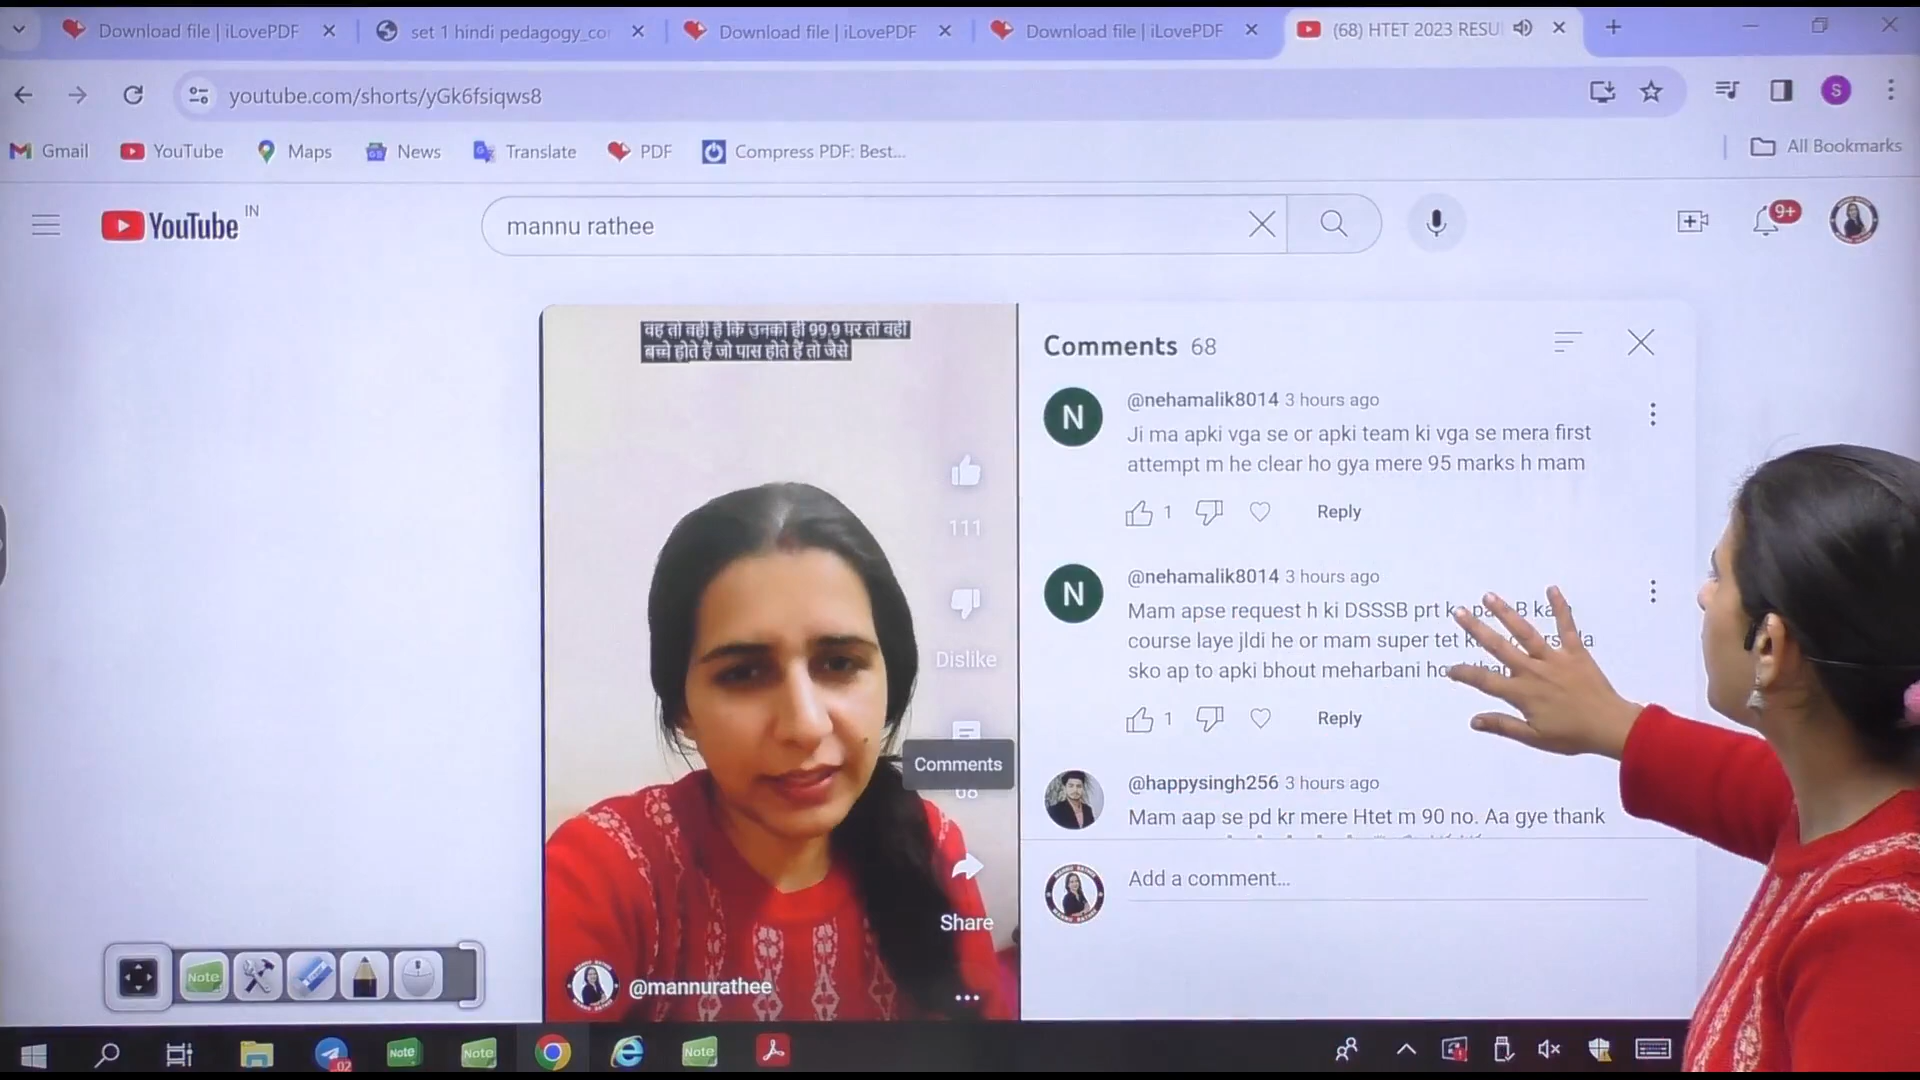 Download file | iLovePDF
set 1 hindi pedagogy_co
Download file | iLovePDF
Download file | iLovePDF
(68) HTET 2023 RESU
youtube.com/shorts/yGk6fsiqws8
S
Gmail
YouTube
Maps
News
Translate
PDF
Compress PDF: Best...
All Bookmarks
YouTube IN
mannu rathee
9+
वह तो वही है कि उनको ही 99.9 पर तो वही
बच्चे होते हैं जो पास होते हैं तो जैसे
111
Dislike
Comments
68
Share
@mannurathee
Comments 68
N
@nehamalik8014 3 hours ago
Ji ma apki vga se or apki team ki vga se mera first
attempt m he clear ho gya mere 95 marks h mam
1
Reply
N
@nehamalik8014 3 hours ago
Mam apse request h ki DSSSB prt B
course laye jldi he or mam super tet
sko ap to apki bhout meharbani
1
Reply
@happysingh256 3 hours ago
Mam aap se pd kr mere Htet m 90 no. Aa gye thank
Add a comment...
Note
02
Note
Note
Note